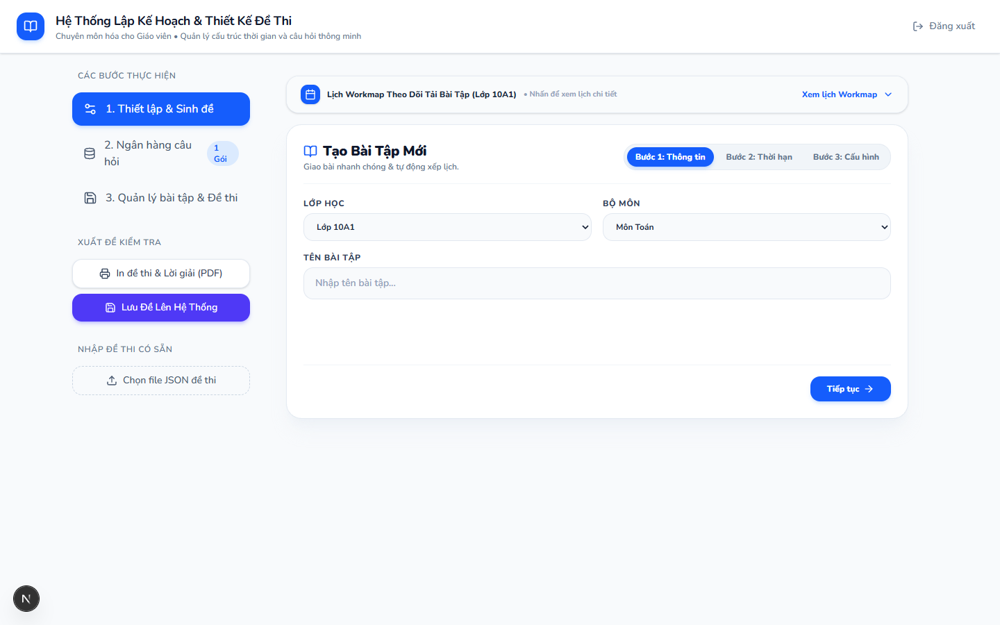 Hệ Thống Lập Kế Hoạch & Thiết Kế Đề Thi
Chuyên môn hóa cho Giáo viên • Quản lý cấu trúc thời gian và câu hỏi thông minh
Đăng xuất
CÁC BƯỚC THỰC HIỆN
1. Thiết lập & Sinh đề
2. Ngân hàng câu
hỏi
1
Gói
3. Quản lý bài tập & Đề thi
XUẤT ĐỀ KIỂM TRA
In đề thi & Lời giải (PDF)
Lưu Đề Lên Hệ Thống
NHẬP ĐỀ THI CÓ SẴN
Chọn file JSON đề thi
Lịch Workmap Theo Dõi Tải Bài Tập (Lớp 10A1) • Nhấn để xem lịch chi tiết
Xem lịch Workmap
Tạo Bài Tập Mới
Giao bài nhanh chóng & tự động xếp lịch.
Bước 1: Thông tin
Bước 2: Thời hạn
Bước 3: Cấu hình
LỚP HỌC
Lớp 10A1
BỘ MÔN
Môn Toán
TÊN BÀI TẬP
Nhập tên bài tập...
Tiếp tục
N